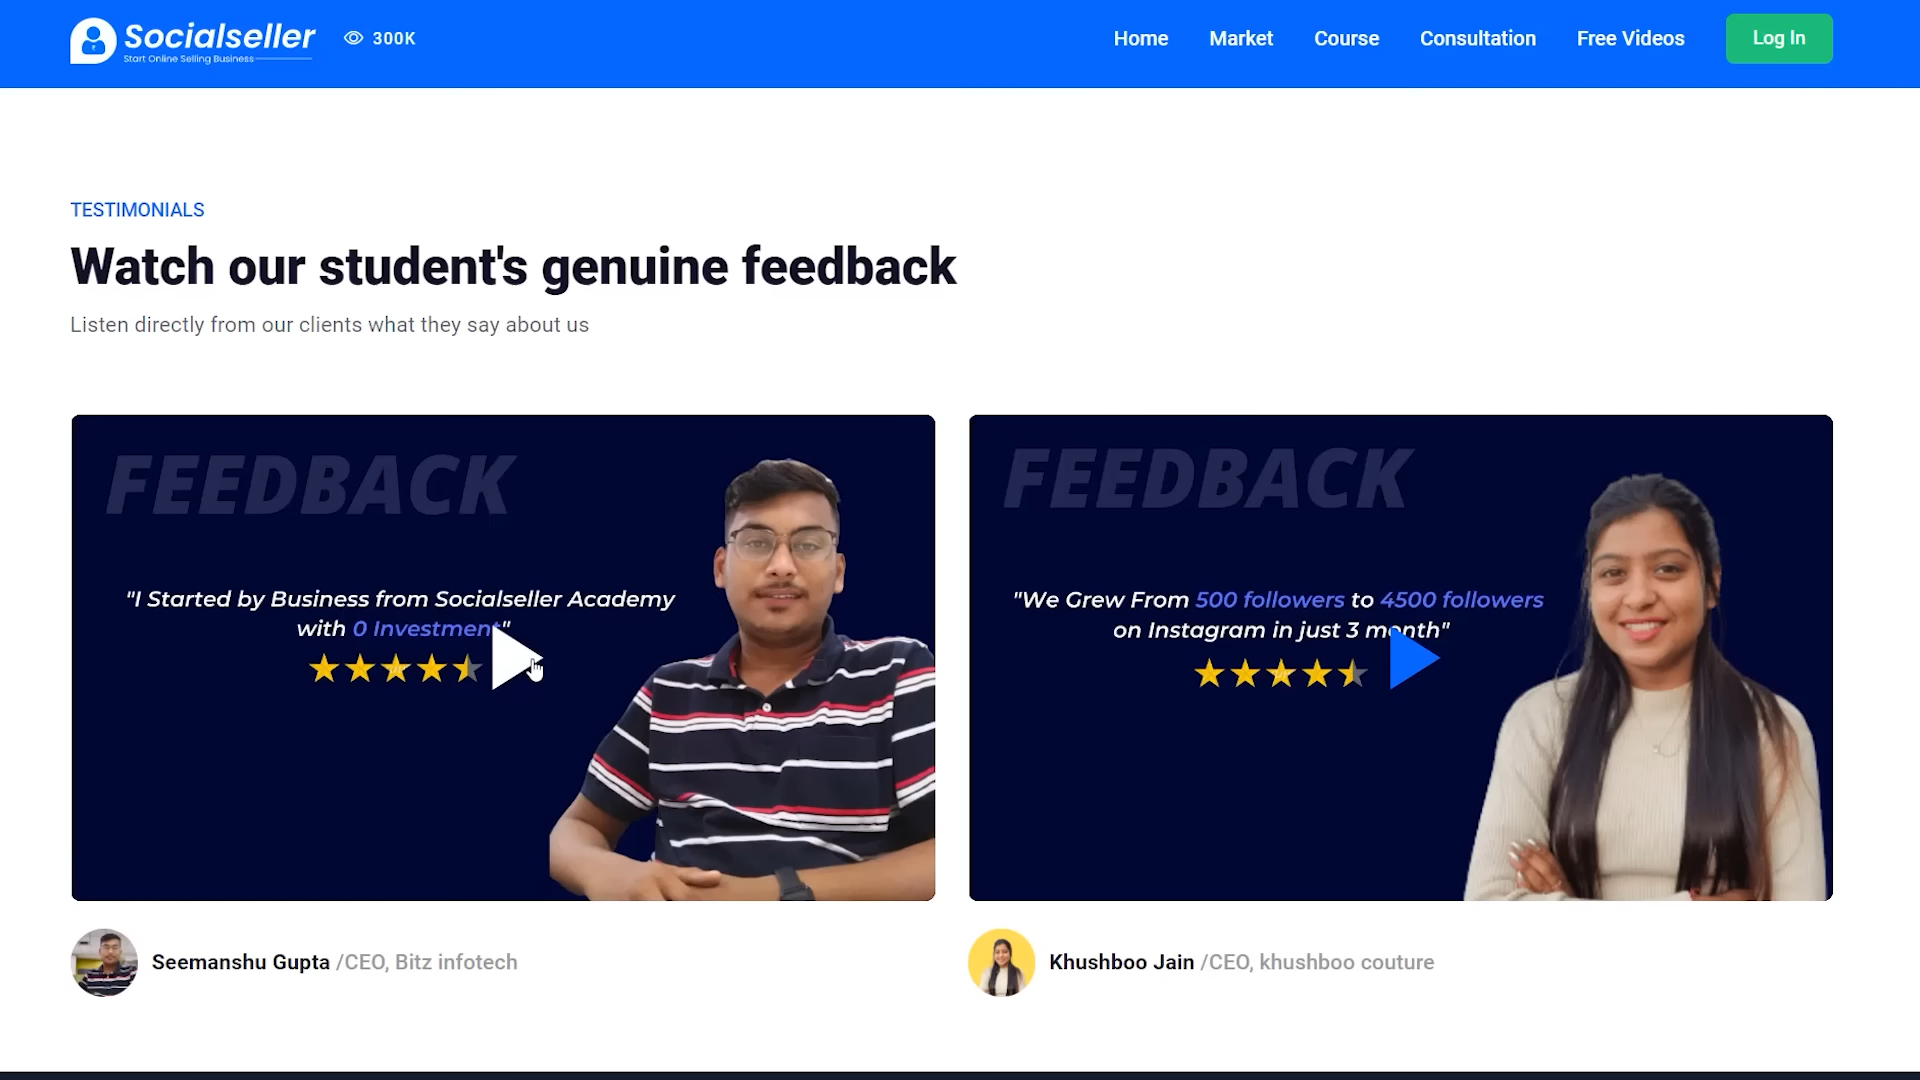 Socialseller
Start Online Selling Business
300K
Home
Market
Course
Consultation
Free Videos
Log In
TESTIMONIALS
Watch our student's genuine feedback
Listen directly from our clients what they say about us
FEEDBACK
"I Started by Business from Socialseller Academy
with 0 Investment"
FEEDBACK
"We Grew From 500 followers to 4500 followers
on Instagram in just 3 month"
Seemanshu Gupta /CEO, Bitz infotech
Khushboo Jain /CEO, khushboo couture